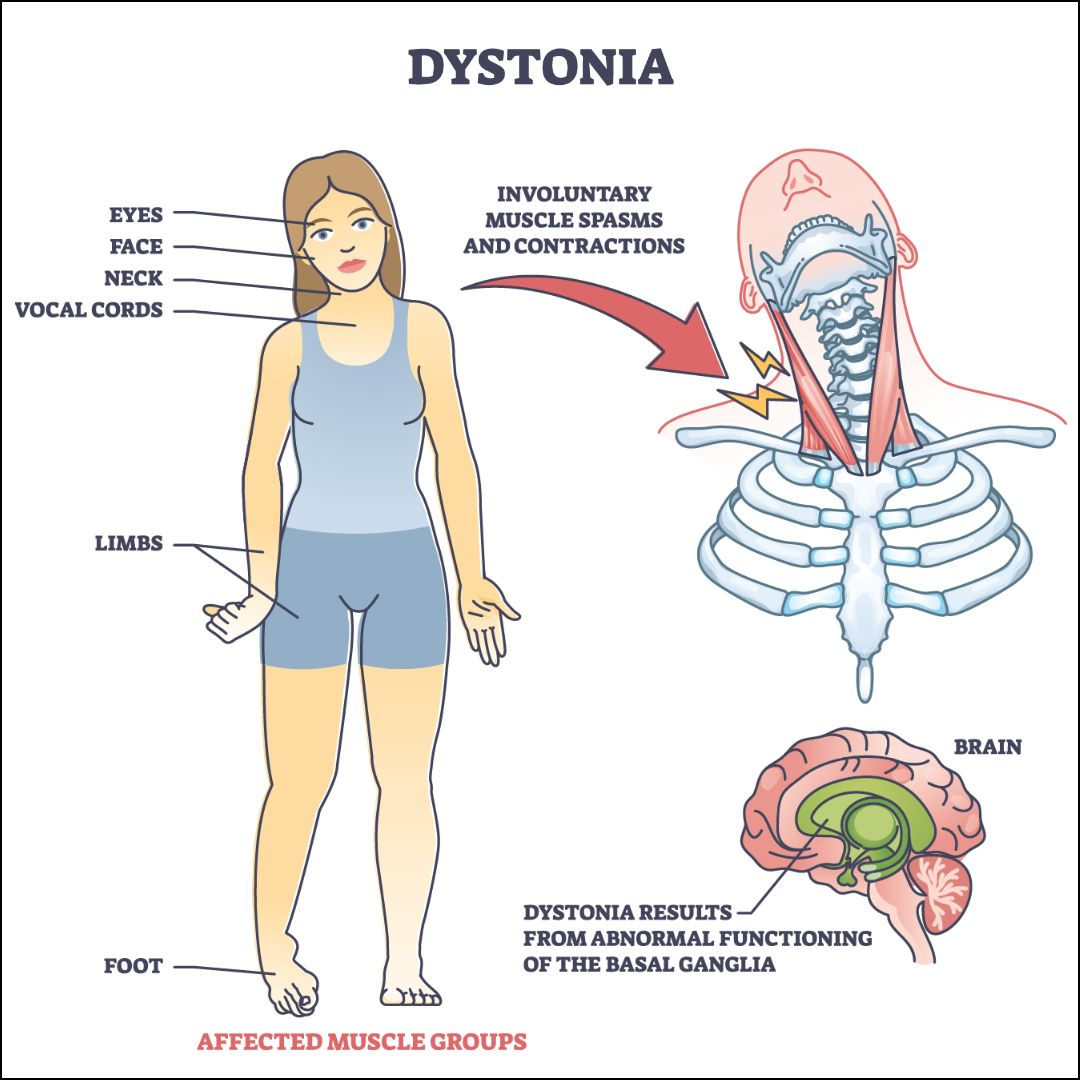 DYSTONIA
EYES
FACE
NECK
VOCAL CORDS
LIMBS
FOOT
AFFECTED MUSCLE GROUPS
INVOLUNTARY
MUSCLE SPASMS
AND CONTRACTIONS
BRAIN
DYSTONIA RESULTS
FROM ABNORMAL FUNCTIONING
OF THE BASAL GANGLIA